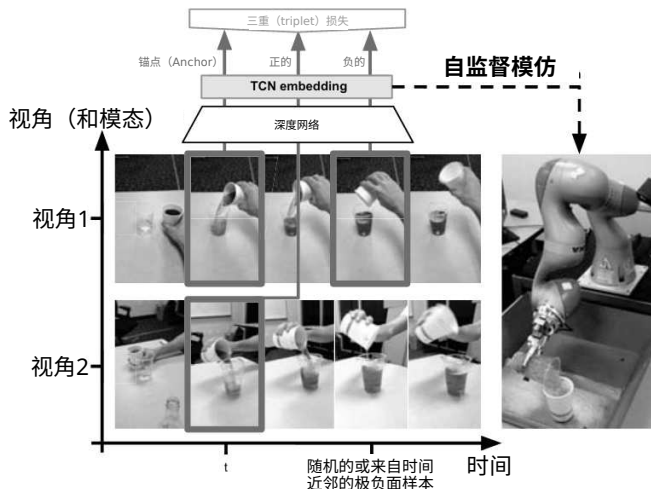 三重（triplet）损失
锚点（Anchor）
正的
负的
TCN embedding
自监督模仿
深度网络
视角（和模态）
视角1
视角2
t
随机的或来自时间
近邻的极负面样本
时间